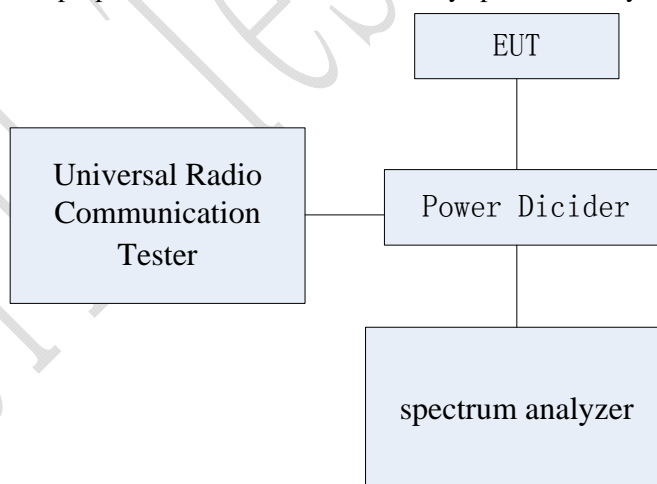 EUT
Universal Radio
Communication
Tester
Power Dicider
spectrum analyzer